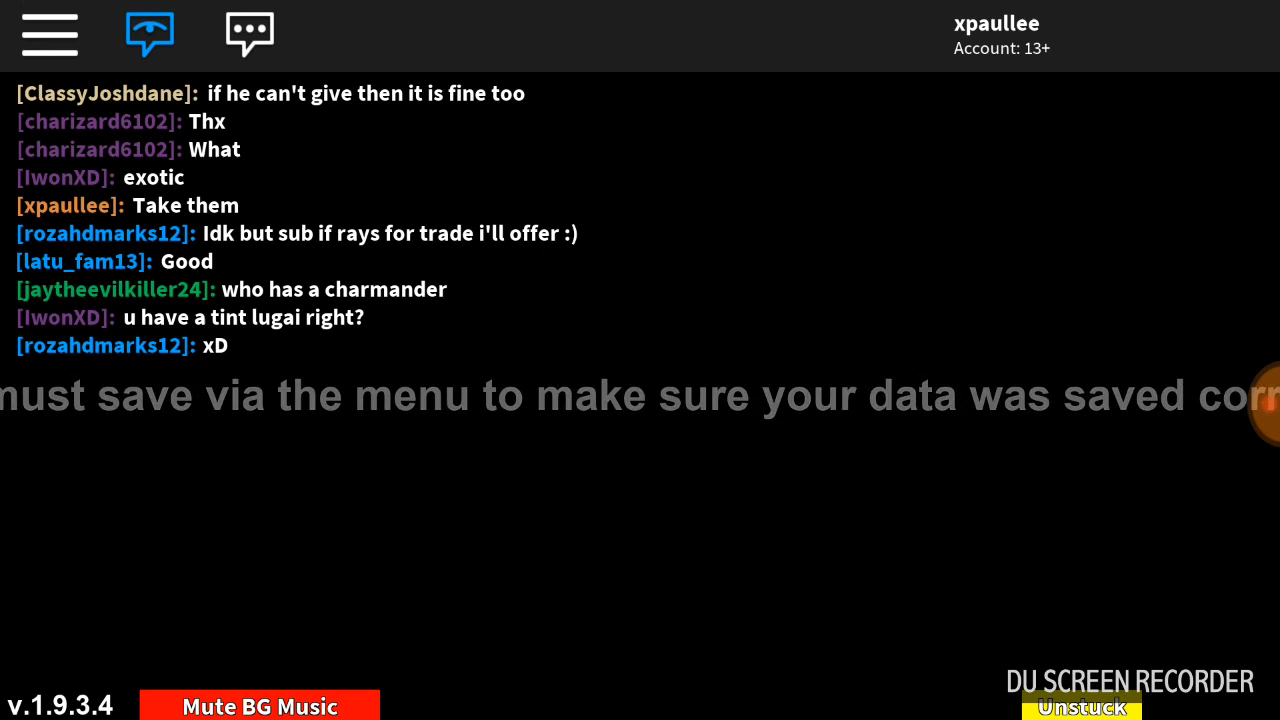 xpaullee
Account: 13+
[ClassyJoshdane]: if he can't give then it is fine too
[charizard6102]: Thx
[charizard6102]: What
[IwonXD]: exotic
[xpaullee]: Take them
[rozahdmarks12]: Idk but sub if rays for trade i'll offer :)
[latu_fam13]: Good
[jaytheevilkiller24]: who has a charmander
[IwonXD]: u have a tint lugai right?
[rozahdmarks12]: xD
must save via the menu to make sure your data was saved corr
DU SCREEN RECORDER
v.1.9.3.4
Mute BG Music
Unstuck